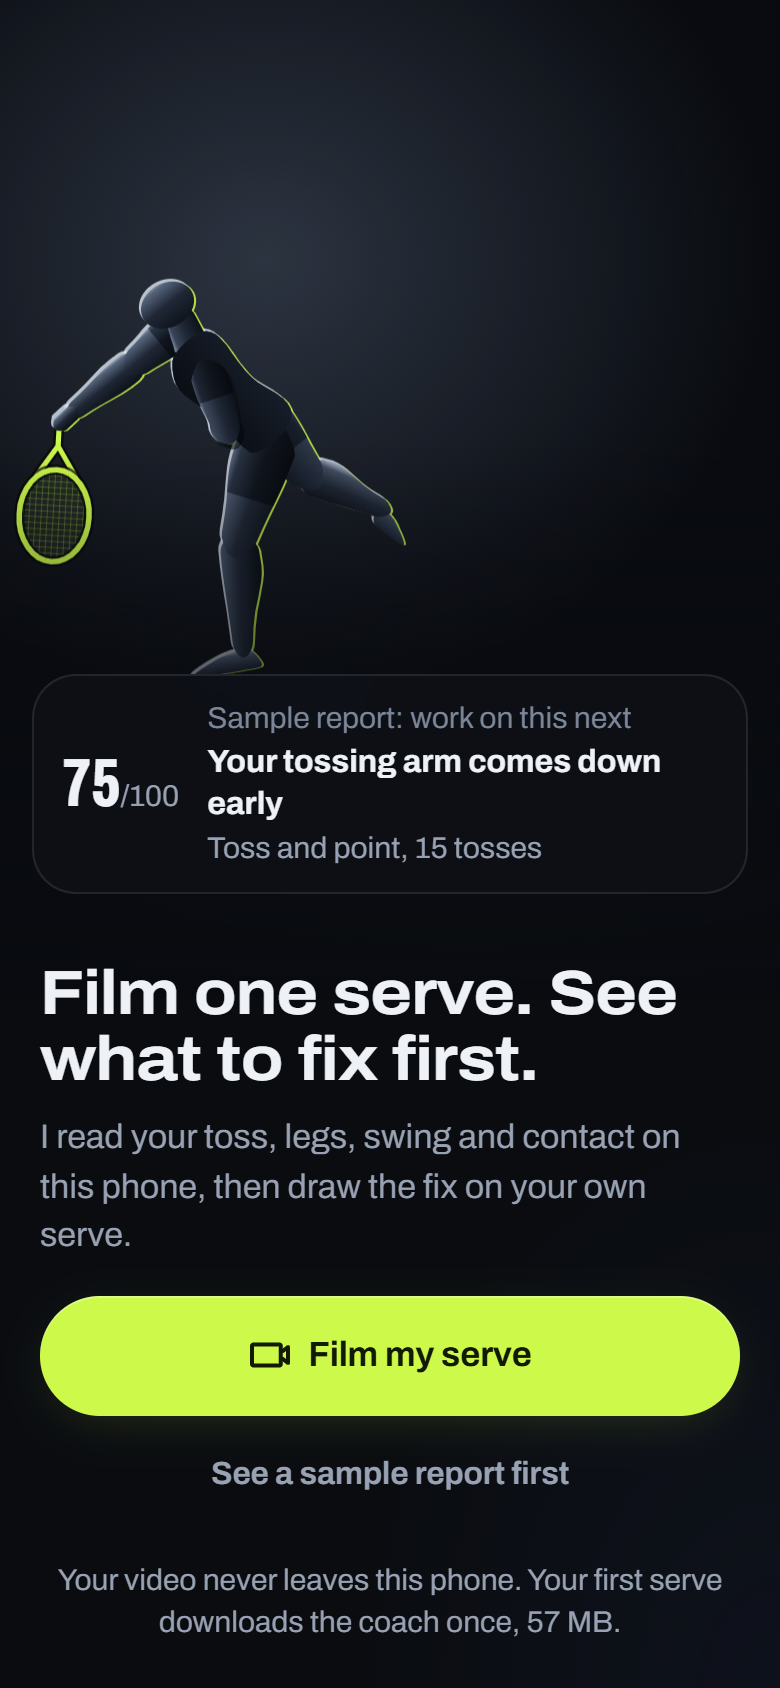 Sample report: work on this next
75/100
Your tossing arm comes down
early
Toss and point, 15 tosses
Film one serve. See
what to fix first.
I read your toss, legs, swing and contact on
this phone, then draw the fix on your own
serve.
Film my serve
See a sample report first
Your video never leaves this phone. Your first serve
downloads the coach once, 57 MB.